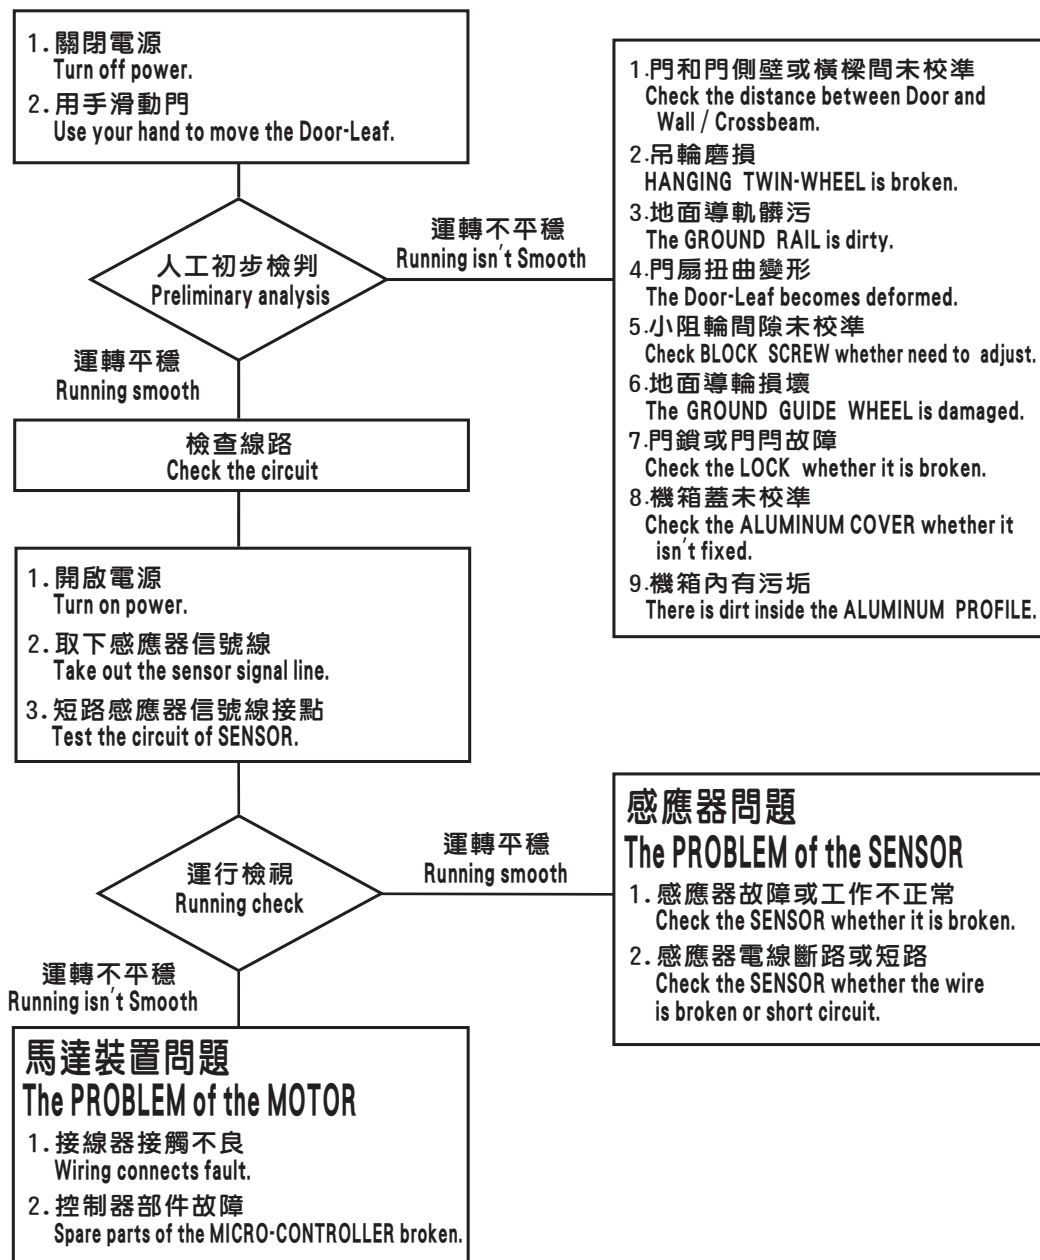 1.關閉電源
Turn off power.
2.用手滑動門
Use your hand to move the Door-Leaf.
人工初步檢判
Preliminary analysis
運轉不平穩
Running isn't Smooth
1.門和門側壁或橫樑間未校準
Check the distance between Door and
Wall / Crossbeam.
2.吊輪磨損
HANGING TWIN-WHEEL is broken.
3.地面導軌髒污
The GROUND RAIL is dirty.
4.門扇扭曲變形
The Door-Leaf becomes deformed.
5.小阻輪間隙未校準
Check BLOCK SCREW whether need to adjust.
6.地面導輪損壞
The GROUND GUIDE WHEEL is damaged.
7.門鎖或門閂故障
Check the LOCK whether it is broken.
8.機箱蓋未校準
Check the ALUMINUM COVER whether it
isn't fixed.
9.機箱內有污垢
There is dirt inside the ALUMINUM PROFILE.
運轉平穩
Running smooth
檢查線路
Check the circuit
1.開啟電源
Turn on power.
2.取下感應器信號線
Take out the sensor signal line.
3.短路感應器信號線接點
Test the circuit of SENSOR.
運行檢視
Running check
運轉平穩
Running smooth
感應器問題
The PROBLEM of the SENSOR
1.感應器故障或工作不正常
Check the SENSOR whether it is broken.
2.感應器電線斷路或短路
Check the SENSOR whether the wire
is broken or short circuit.
運轉不平穩
Running isn't Smooth
馬達裝置問題
The PROBLEM of the MOTOR
1.接線器接觸不良
Wiring connects fault.
2.控制器部件故障
Spare parts of the MICRO-CONTROLLER broken.